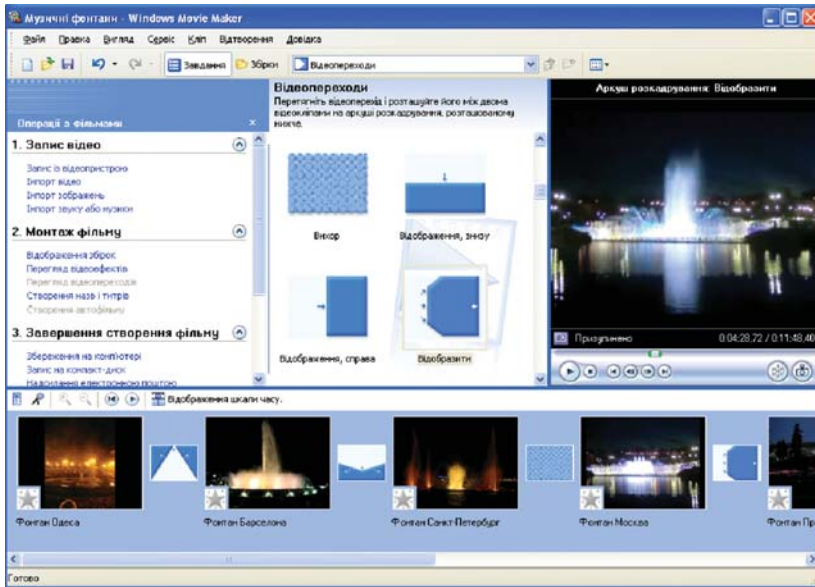 Музичні фонтани - Windows Movie Maker
Файл Правка Вигляд Сервіс Кліп Відтворення Довідка
Завдання Збірки Відеопереходи
Операції з фільмами
1. Запис відео
Запис із відеопристрою
Імпорт відео
Імпорт зображень
Імпорт звуку або музики
2. Монтаж фільму
Відображення збірок
Перегляд відеоефектів
Перегляд відеопереходів
Створення назв і титрів
Створення автофільму
3. Завершення створення фільму
Збереження на комп'ютері
Запис на компакт-диск
Надсилання електронною поштою
Відеопереходи
Перетягніть відеоперехід і розташуйте його між двома
відеокліпами на аркуші розкадрування, розташованому
нижче.
Вихор
Відображення, знизу
Відображення, справа
Відобразити
Аркуш розкадрування: Відобразити
Призупинено 0:04:28,72 / 0:11:48,40
Відображення шкали часу.
Фонтан Одеса
Фонтан Барселона
Фонтан Санкт-Петербург
Фонтан Москва
Фонтан Пр
Готово